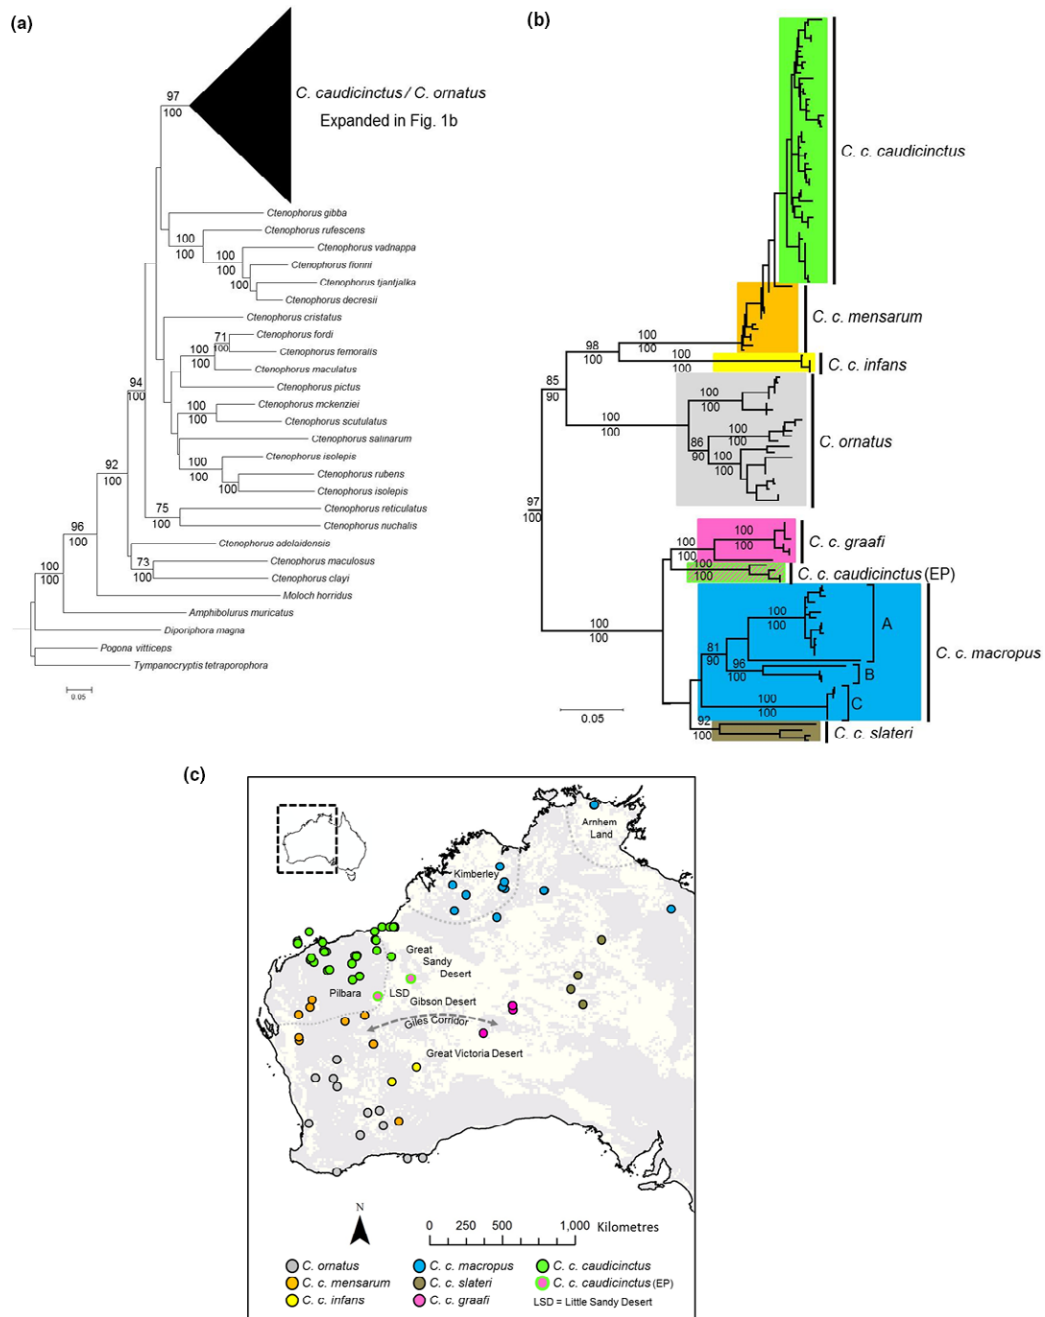 (a)
97
100
C. caudicinctus / C. ornatus
Expanded in Fig. 1b
Ctenophorus gibba
Ctenophorus rufescens
100
100
Ctenophorus vadnappa
100
100
Ctenophorus fionni
Ctenophorus tjantjalka
100
Ctenophorus decresii
Ctenophorus cristatus
Ctenophorus fordi
71
100
Ctenophorus femoralis
100
100
Ctenophorus maculatus
Ctenophorus pictus
94
100
Ctenophorus mckenziei
100
100
Ctenophorus scutulatus
Ctenophorus salinarum
Ctenophorus isolepis
100
100
Ctenophorus rubens
100
Ctenophorus isolepis
92
100
Ctenophorus reticulatus
75
100
Ctenophorus nuchalis
96
100
Ctenophorus adelaidensis
Ctenophorus maculosus
73
100
Ctenophorus clayi
100
100
Moloch horridus
Amphibolurus muricatus
Diporiphora magna
Pogona vitticeps
Tympanocryptis tetraporophora
0.05
(b)
C. c. caudicinctus
C. c. mensarum
100
100
98
100
100
100
C. c. infans
85
90
100
100
100
100
C. ornatus
100
100
86
90
100
100
97
100
C. c. graafi
100
100
100
100
100
100
C. c. caudicinctus (EP)
100
100
C. c. macropus
100
100
A
81
90
96
100
B
100
100
C
92
100
C. c. slateri
0.05
(c)
Arnhem
Land
Kimberley
Great
Sandy
Desert
Pilbara
LSD
Gibson Desert
Giles Corridor
Great Victoria Desert
N
0 250 500 1,000 Kilometres
C. ornatus
C. c. mensarum
C. c. infans
C. c. macropus
C. c. slateri
C. c. graafi
C. c. caudicinctus
C. c. caudicinctus (EP)
LSD = Little Sandy Desert